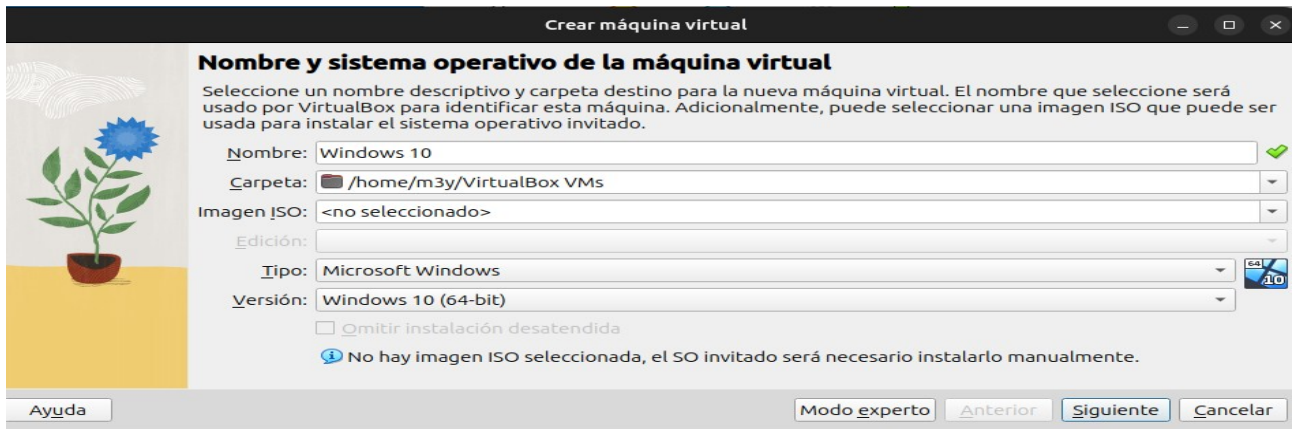 Crear máquina virtual
Nombre y sistema operativo de la máquina virtual
Seleccione un nombre descriptivo y carpeta destino para la nueva máquina virtual. El nombre que seleccione será
usado por VirtualBox para identificar esta máquina. Adicionalmente, puede seleccionar una imagen ISO que puede ser
usada para instalar el sistema operativo invitado.
Nombre: Windows 10
Carpeta: /home/m3y/VirtualBox VMs
Imagen ISO: <no seleccionado>
Edición:
Tipo: Microsoft Windows
64
10
Versión: Windows 10 (64-bit)
Omitir instalación desatendida
No hay imagen ISO seleccionada, el SO invitado será necesario instalarlo manualmente.
Ayuda Modo experto Anterior Siguiente Cancelar